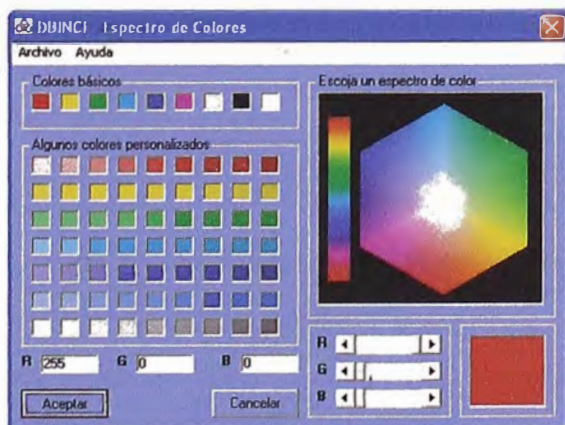 DBINCI Espectro de Colores
Archivo Ayuda
Colores básicos
Algunos colores personalizados
R 255 G 0 B 0
Aceptar Cancelar
Escoja un espectro de color
R
G
B